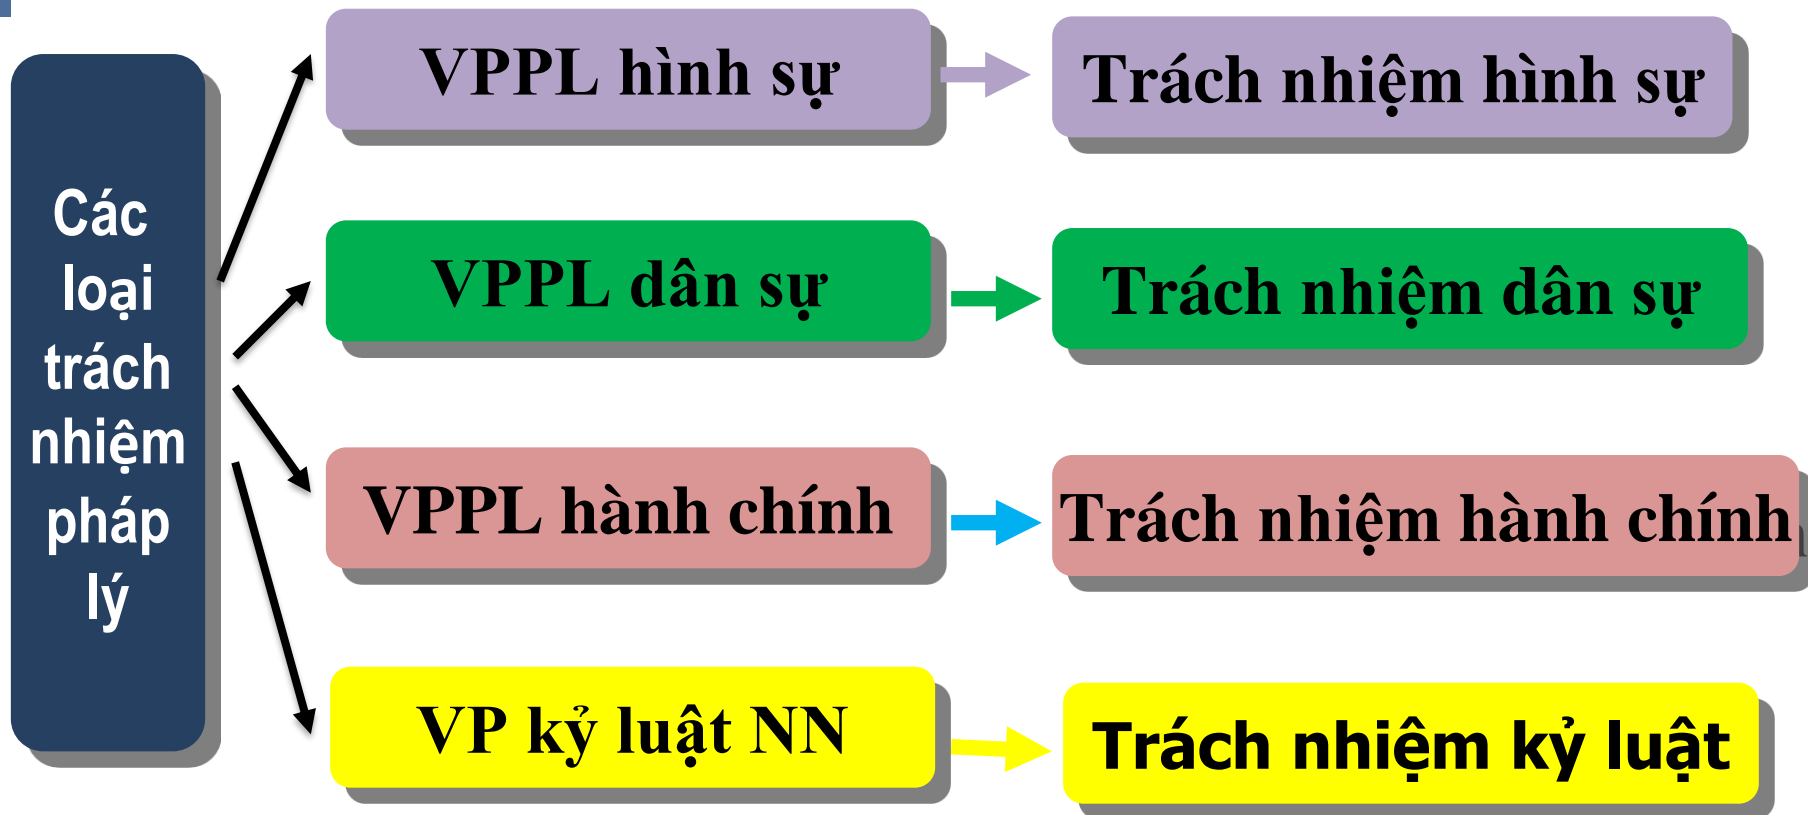 Các
loại
trách
nhiệm
pháp
lý
VPPL hình sự
Trách nhiệm hình sự
VPPL dân sự
Trách nhiệm dân sự
VPPL hành chính
Trách nhiệm hành chính
VP kỷ luật NN
Trách nhiệm kỷ luật